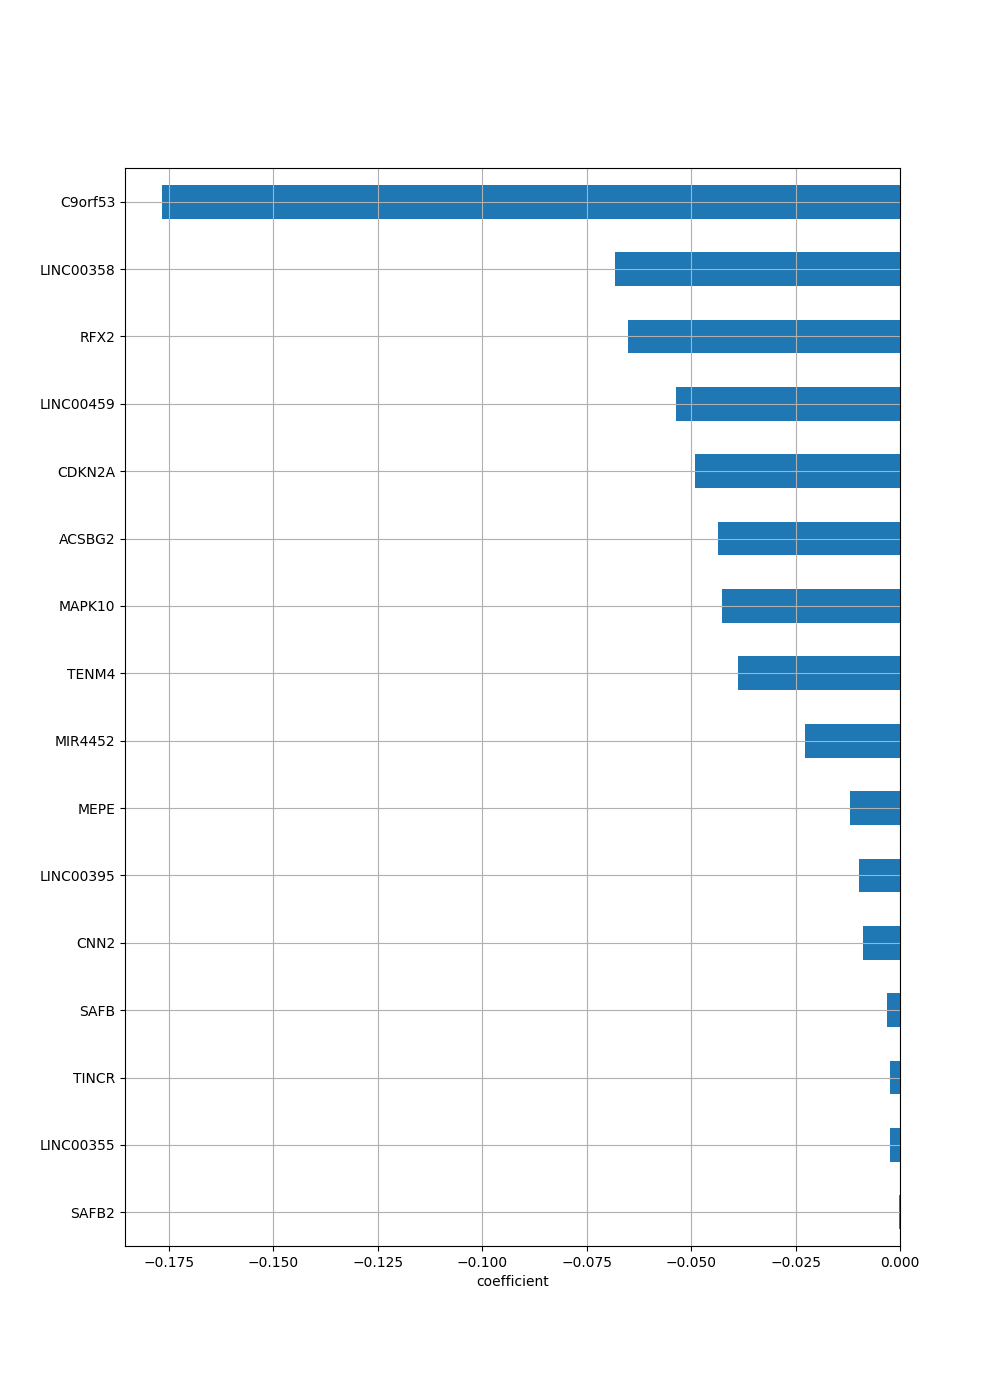 C9orf53
LINC00358
RFX2
LINC00459
CDKN2A
ACSBG2
MAPK10
TENM4
MIR4452
MEPE
LINC00395
CNN2
SAFB
TINCR
LINC00355
SAFB2
−0.175 −0.150 −0.125 −0.100 −0.075 −0.050 −0.025 0.000
coefficient